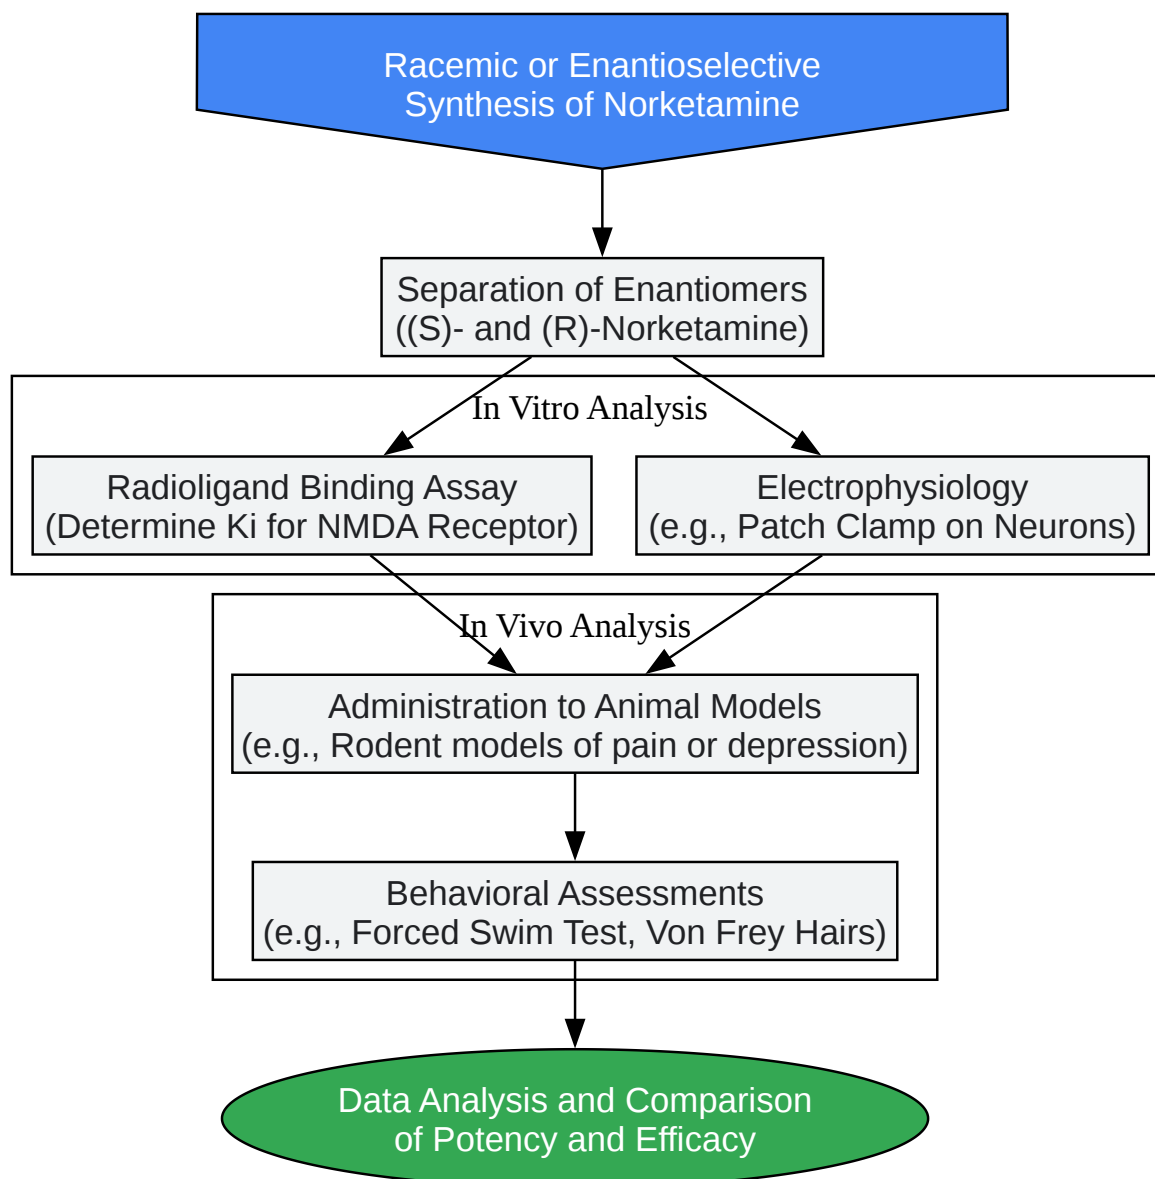 Racemic or Enantioselective
Synthesis of Norketamine
Separation of Enantiomers
((S)- and (R)-Norketamine)
In Vitro Analysis
Radioligand Binding Assay
(Determine Ki for NMDA Receptor)
Electrophysiology
(e.g., Patch Clamp on Neurons)
In Vivo Analysis
Administration to Animal Models
(e.g., Rodent models of pain or depression)
Behavioral Assessments
(e.g., Forced Swim Test, Von Frey Hairs)
Data Analysis and Comparison
of Potency and Efficacy